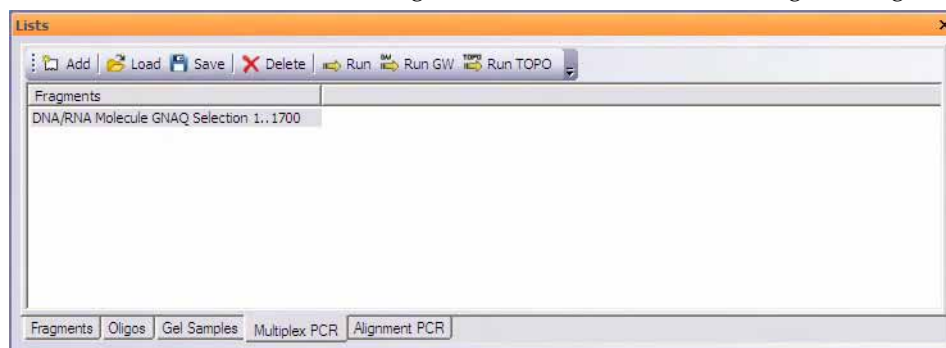 Lists
Add Load Save Delete Run Run GW Run TOPO
Fragments
DNA/RNA Molecule GNAQ Selection 1..1700
Fragments Oligos Gel Samples Multiplex PCR Alignment PCR